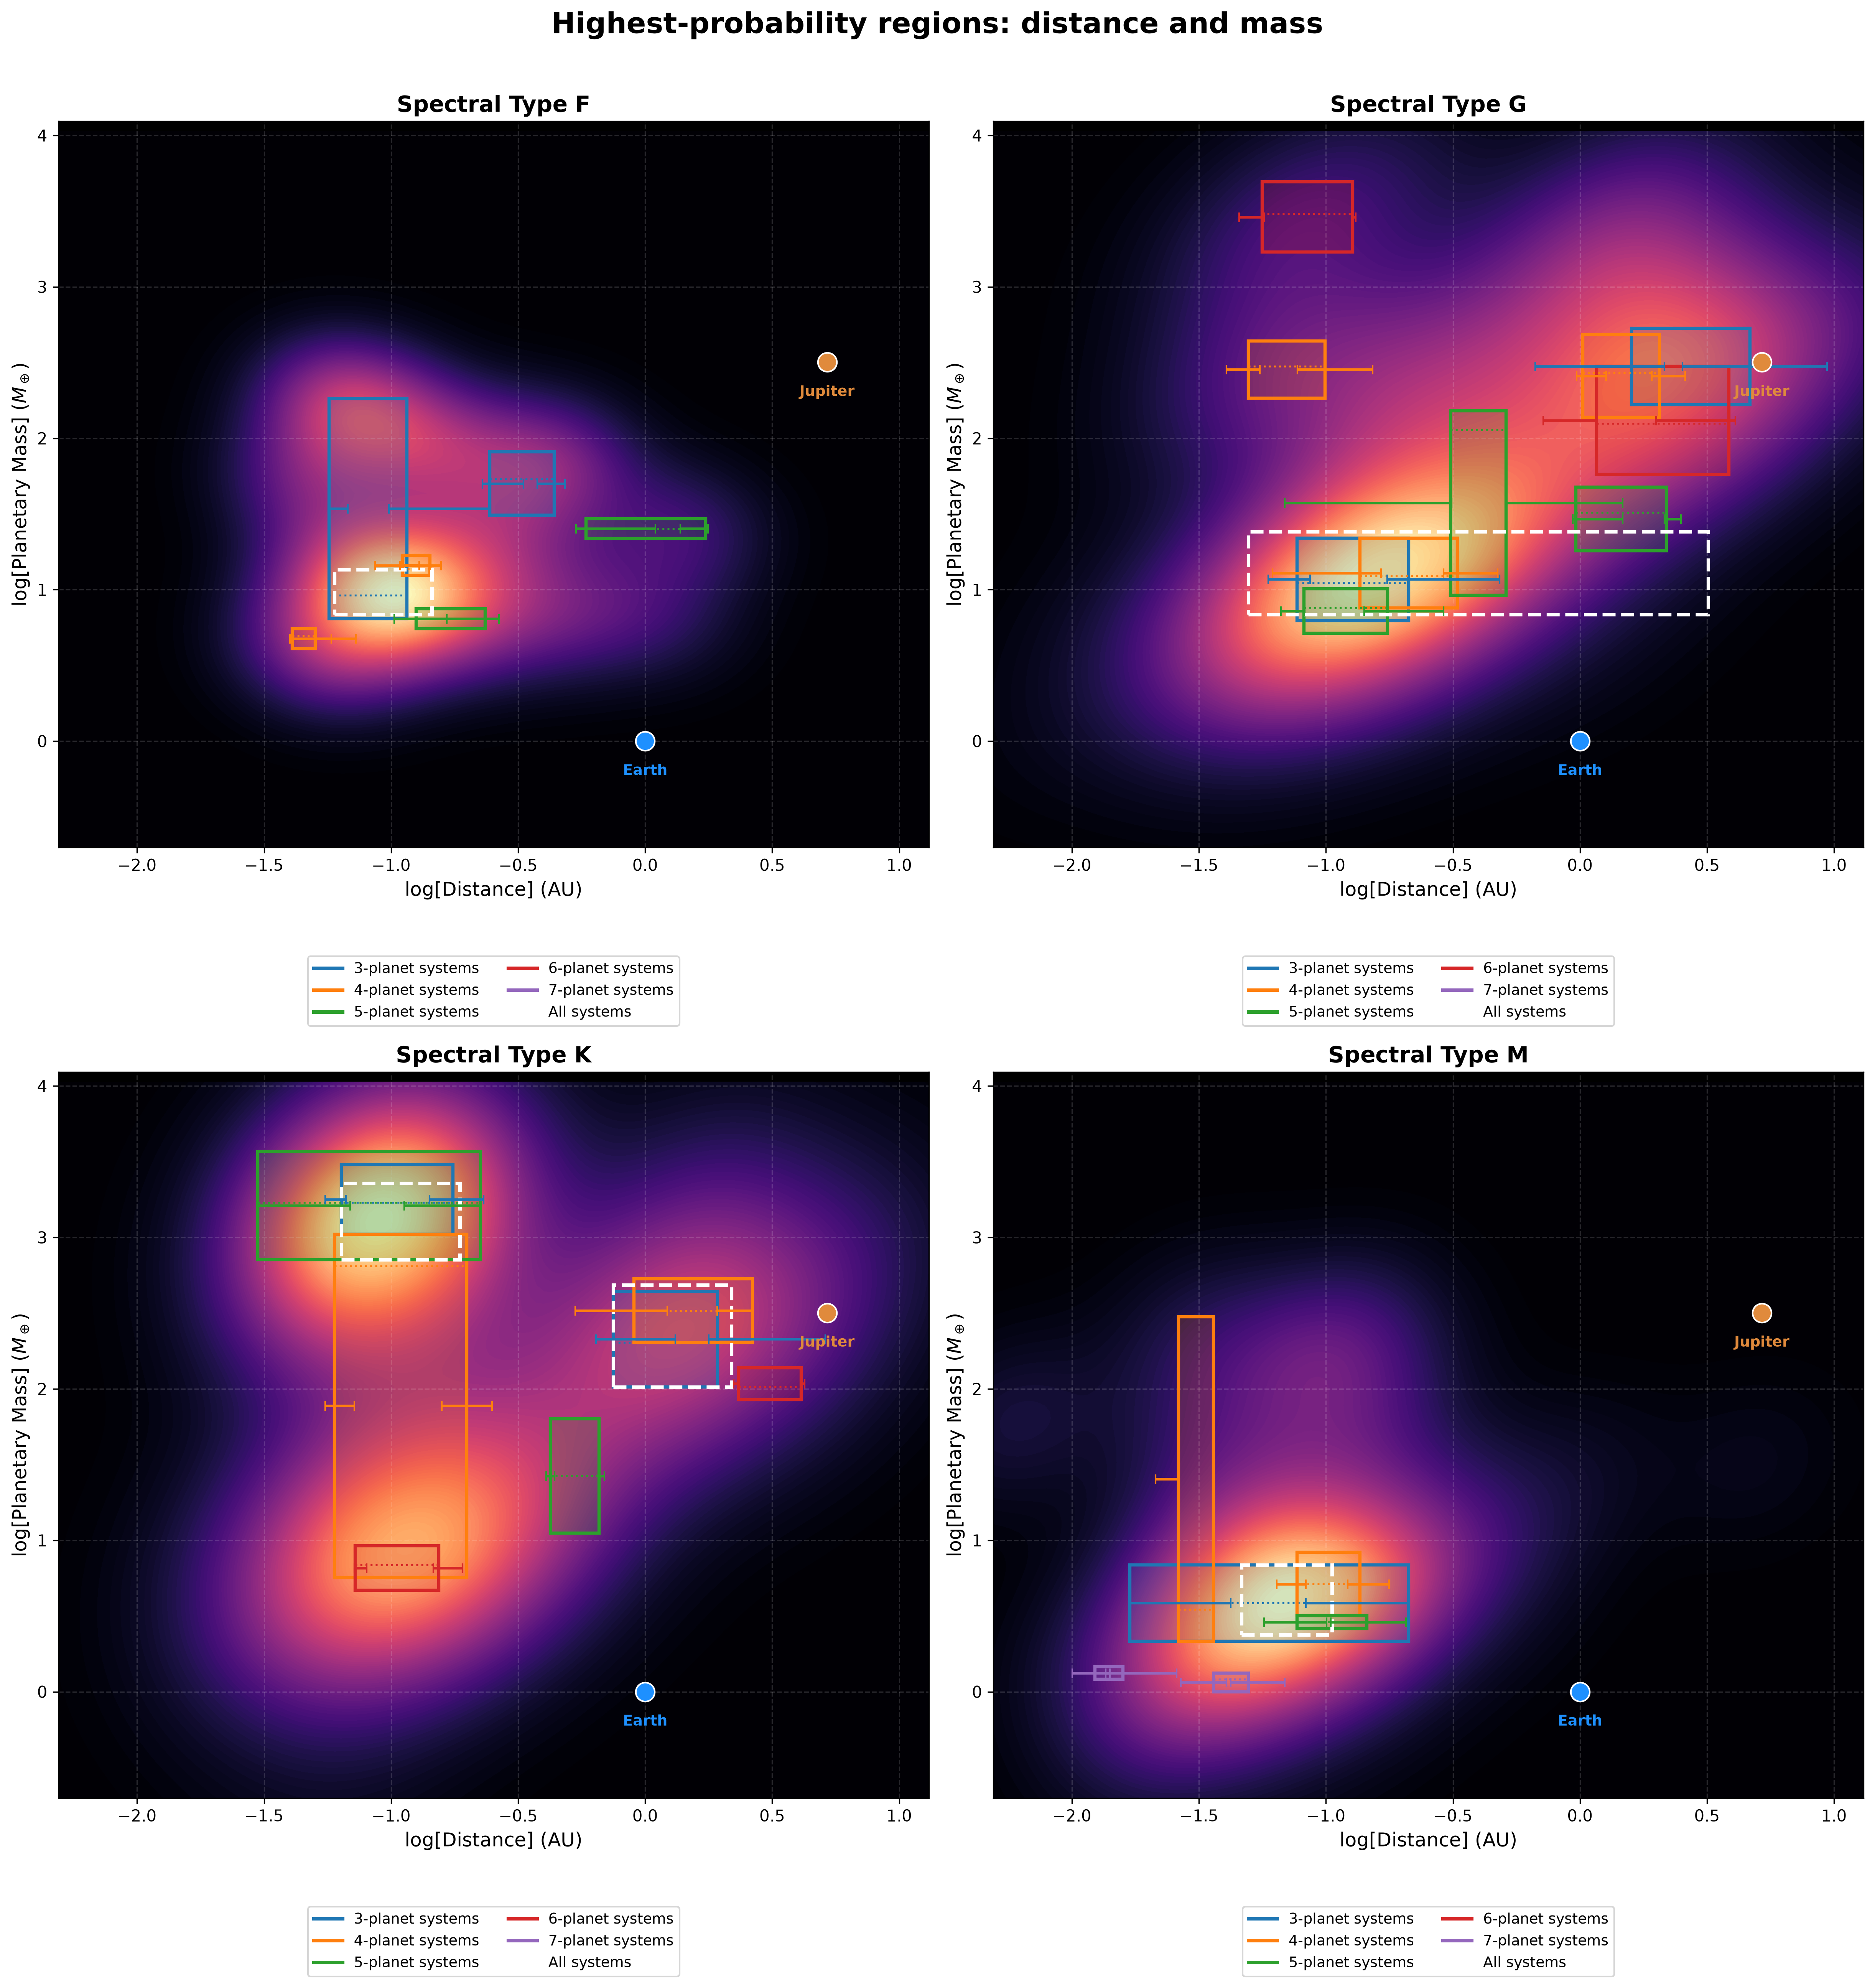 Highest-probability regions: distance and mass
Spectral Type F
4
3
2
1
0
log[Planetary Mass] (M⊕)
Jupiter
Earth
−2.0 −1.5 −1.0 −0.5 0.0 0.5 1.0
log[Distance] (AU)
3-planet systems
4-planet systems
5-planet systems
6-planet systems
7-planet systems
All systems
Spectral Type G
4
3
2
1
0
log[Planetary Mass] (M⊕)
Jupiter
Earth
−2.0 −1.5 −1.0 −0.5 0.0 0.5 1.0
log[Distance] (AU)
3-planet systems
4-planet systems
5-planet systems
6-planet systems
7-planet systems
All systems
Spectral Type K
4
3
2
1
0
log[Planetary Mass] (M⊕)
Jupiter
Earth
−2.0 −1.5 −1.0 −0.5 0.0 0.5 1.0
log[Distance] (AU)
3-planet systems
4-planet systems
5-planet systems
6-planet systems
7-planet systems
All systems
Spectral Type M
4
3
2
1
0
log[Planetary Mass] (M⊕)
Jupiter
Earth
−2.0 −1.5 −1.0 −0.5 0.0 0.5 1.0
log[Distance] (AU)
3-planet systems
4-planet systems
5-planet systems
6-planet systems
7-planet systems
All systems